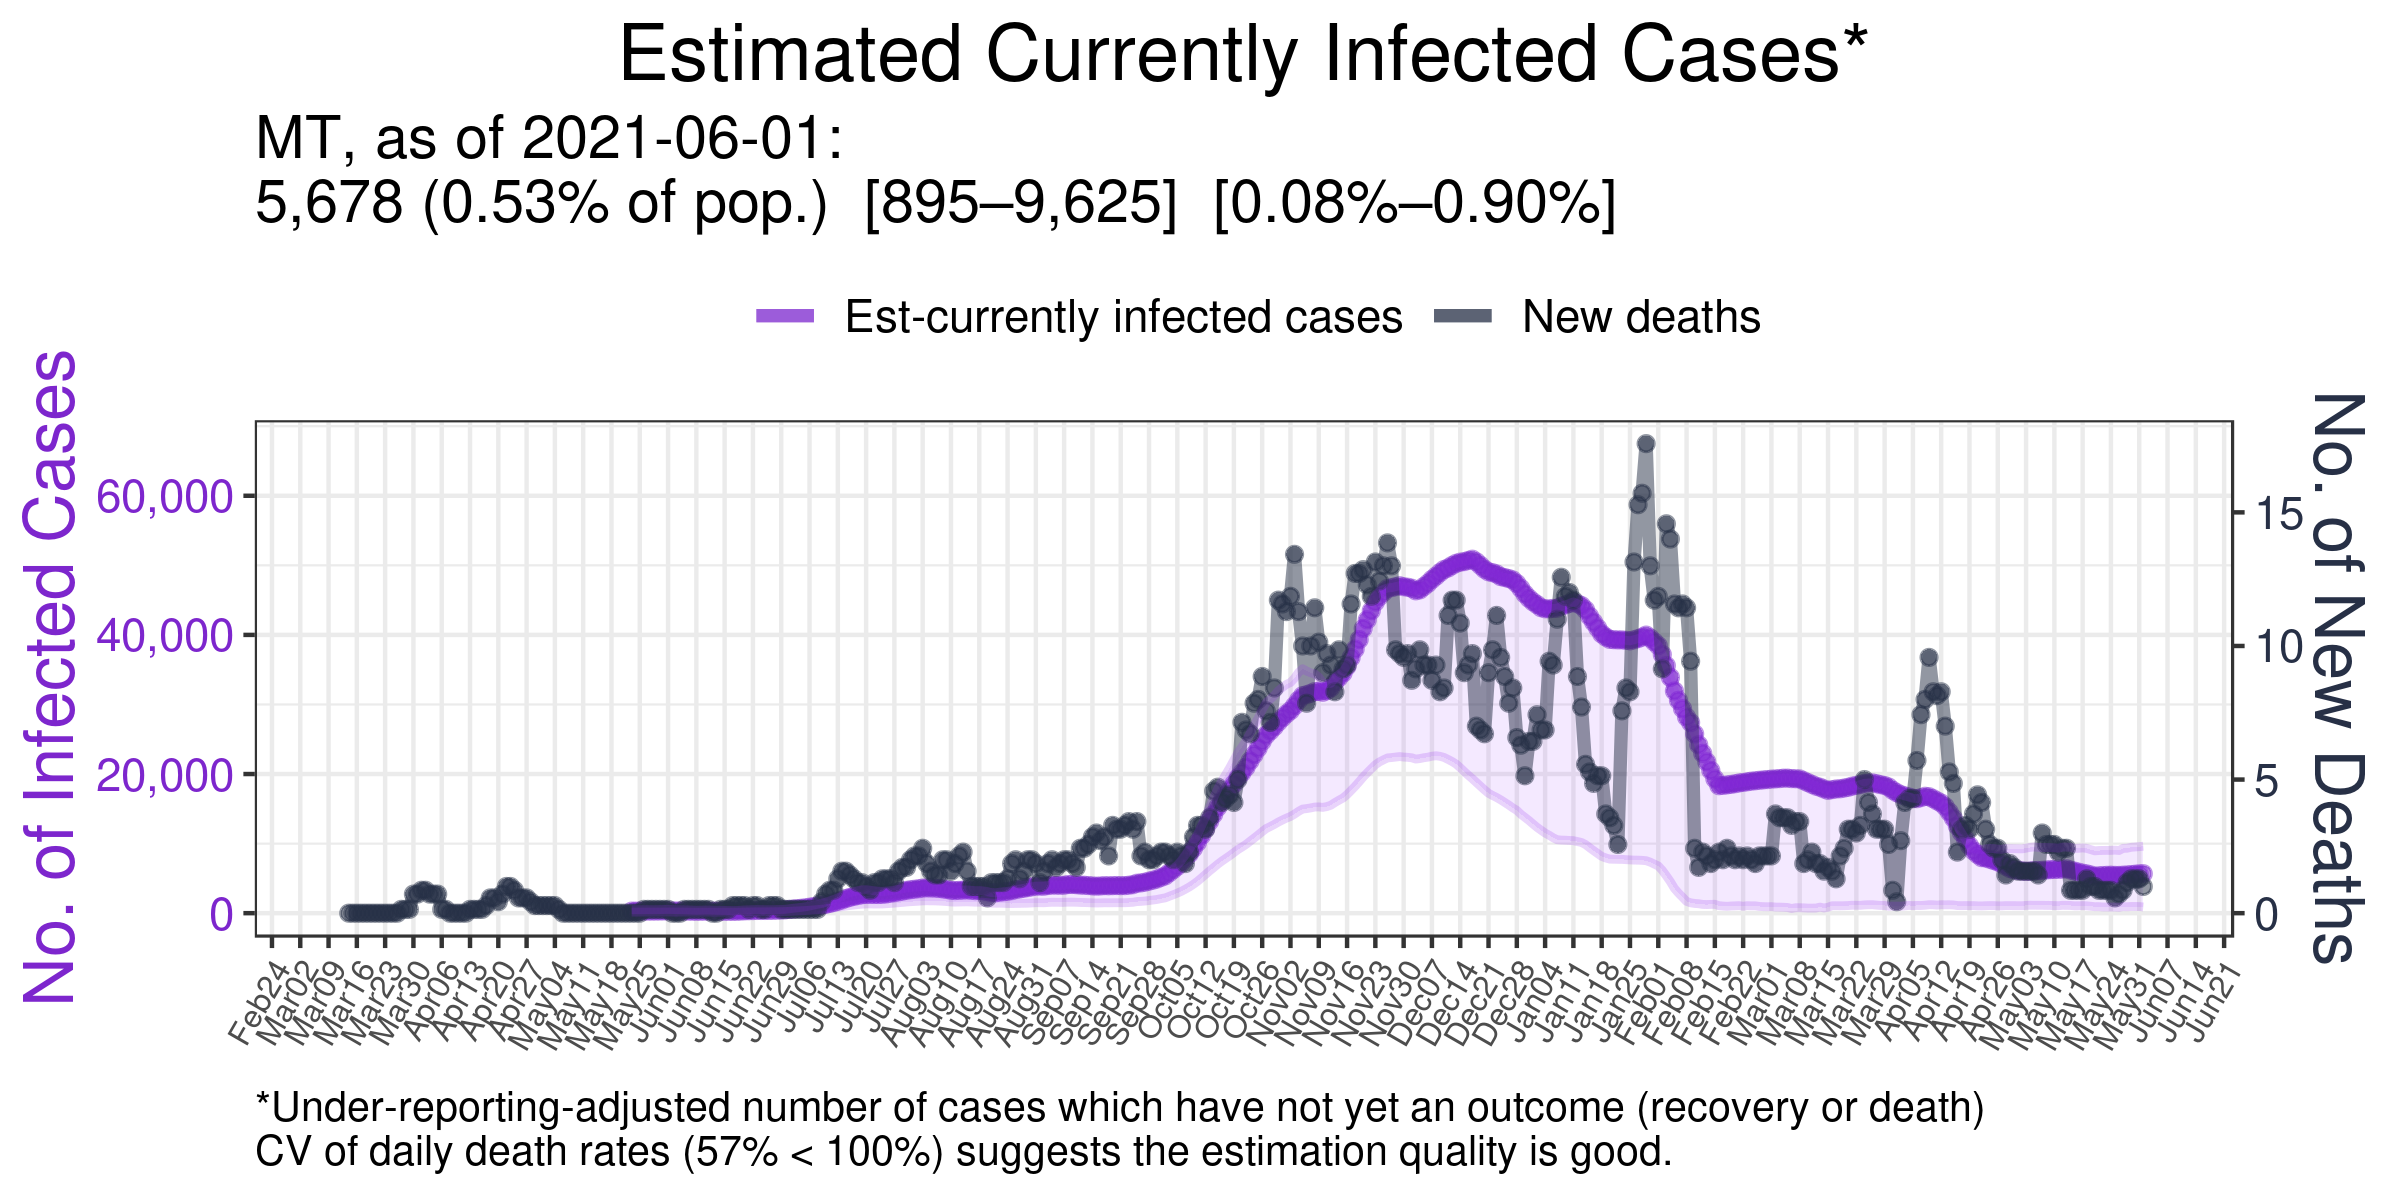 Estimated Currently Infected Cases*
MT, as of 2021-06-01:
5,678 (0.53% of pop.)  [895–9,625]  [0.08%–0.90%]
Est-currently infected cases
New deaths
No. of Infected Cases
60,000
40,000
20,000
0
15
10
5
0
No. of New Deaths
Feb24
Mar02
Mar09
Mar16
Mar23
Mar30
Apr06
Apr13
Apr20
Apr27
May04
May11
May18
May25
Jun01
Jun08
Jun15
Jun22
Jun29
Jul06
Jul13
Jul20
Jul27
Aug03
Aug10
Aug17
Aug24
Aug31
Sep07
Sep14
Sep21
Sep28
Oct05
Oct12
Oct19
Oct26
Nov02
Nov09
Nov16
Nov23
Nov30
Dec07
Dec14
Dec21
Dec28
Jan04
Jan11
Jan18
Jan25
Feb01
Feb08
Feb15
Feb22
Mar01
Mar08
Mar15
Mar22
Mar29
Apr05
Apr12
Apr19
Apr26
May03
May10
May17
May24
May31
Jun07
Jun14
Jun21
*Under-reporting-adjusted number of cases which have not yet an outcome (recovery or death)
CV of daily death rates (57% < 100%) suggests the estimation quality is good.